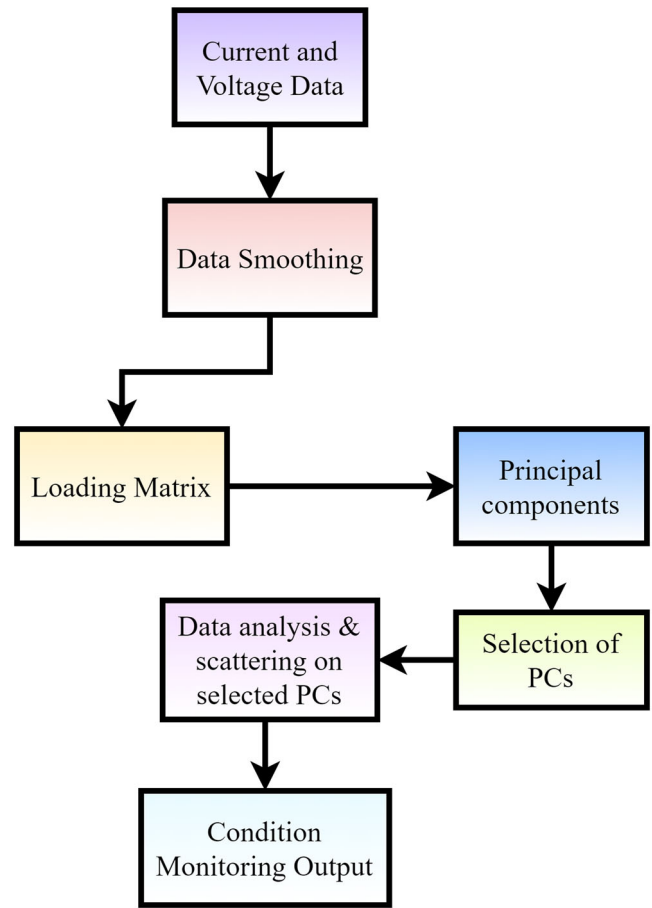 Current and
Voltage Data
Data Smoothing
Loading Matrix
Principal
components
Selection of
PCs
Data analysis &
scattering on
selected PCs
Condition
Monitoring Output